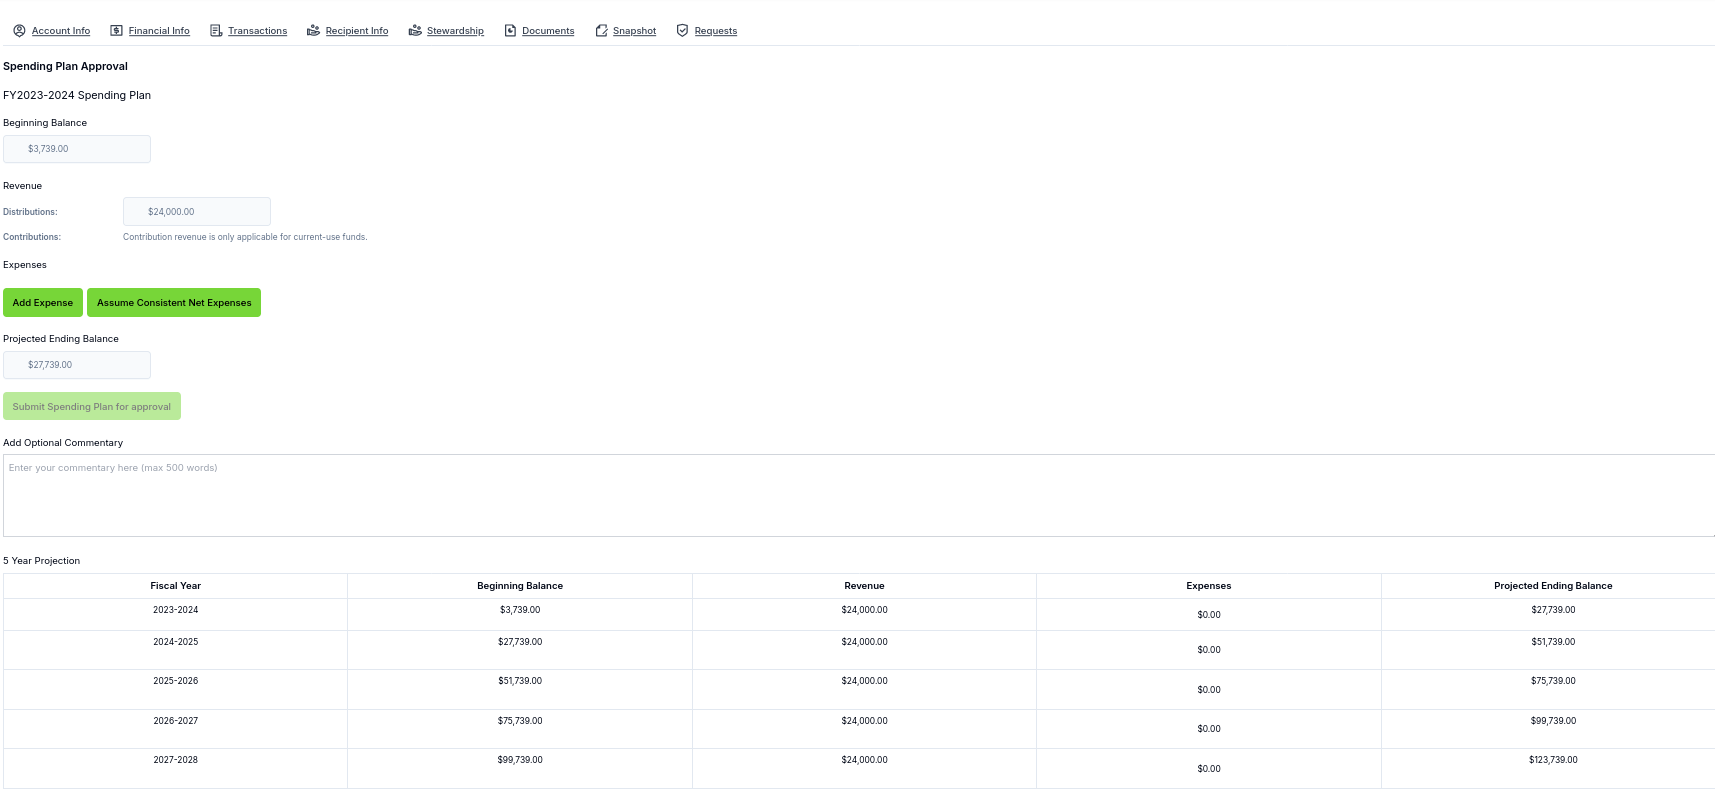 Account Info Financial Info Transactions Recipient Info Stewardship Documents Snapshot Requests
Spending Plan Approval
FY2023-2024 Spending Plan
Beginning Balance
$3,739.00
Revenue
Distributions: $24,000.00
Contributions: Contribution revenue is only applicable for current-use funds.
Expenses
Add Expense Assume Consistent Net Expenses
Projected Ending Balance
$27,739.00
Submit Spending Plan for approval
Add Optional Commentary
Enter your commentary here (max 500 words)
5 Year Projection
Fiscal Year Beginning Balance Revenue Expenses Projected Ending Balance
2023-2024 $3,739.00 $24,000.00 $0.00 $27,739.00
2024-2025 $27,739.00 $24,000.00 $0.00 $51,739.00
2025-2026 $51,739.00 $24,000.00 $0.00 $75,739.00
2026-2027 $75,739.00 $24,000.00 $0.00 $99,739.00
2027-2028 $99,739.00 $24,000.00 $0.00 $123,739.00